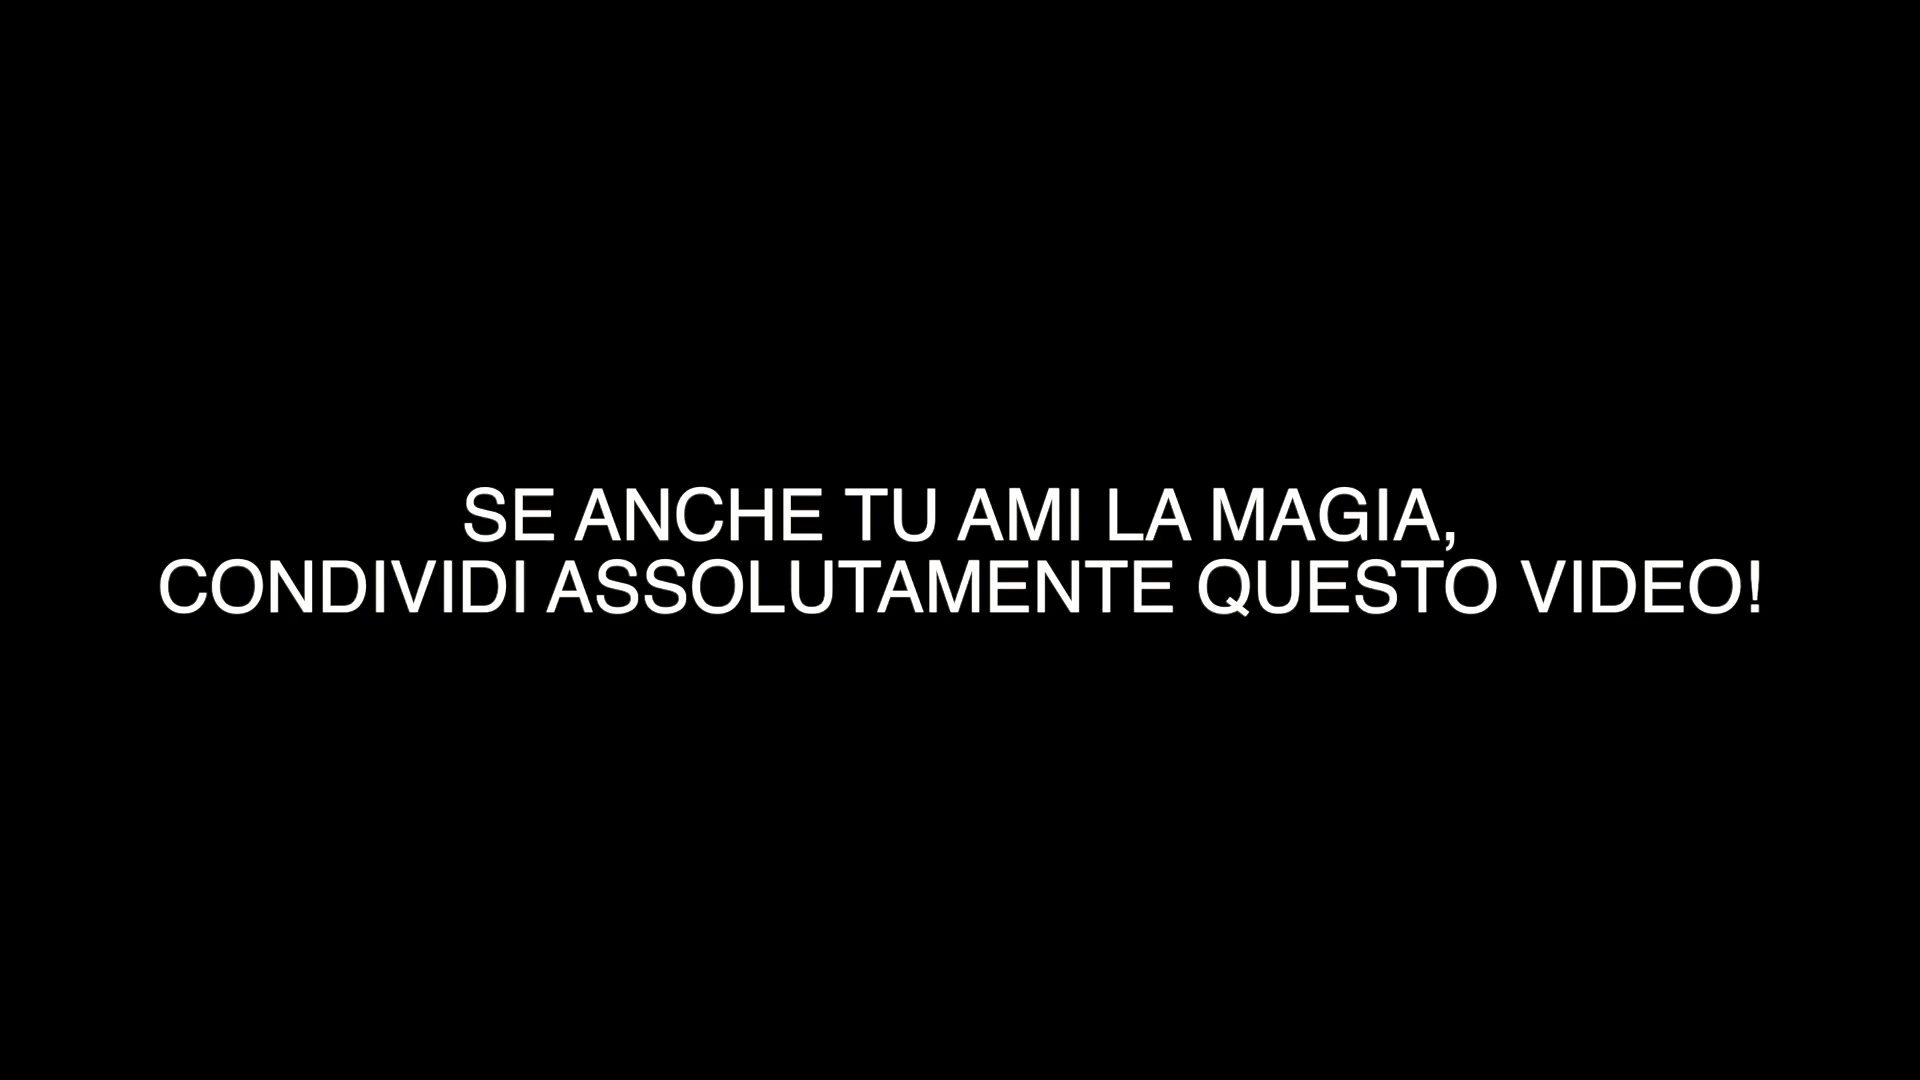 SE ANCHE TU AMI LA MAGIA,
CONDIVIDI ASSOLUTAMENTE QUESTO VIDEO!